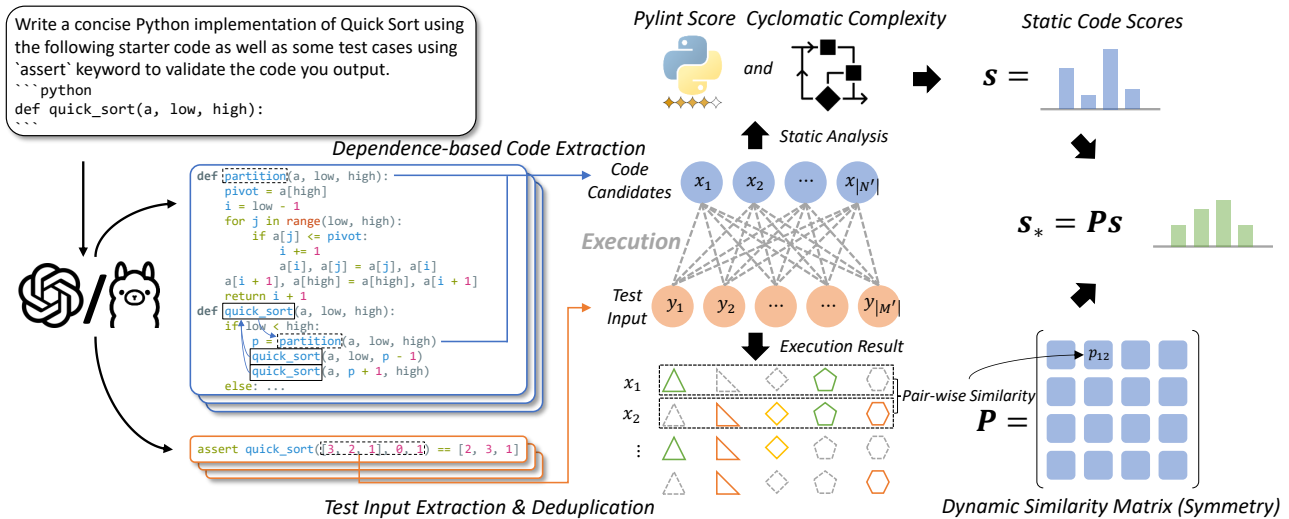 Write a concise Python implementation of Quick Sort using
the following starter code as well as some test cases using
`assert` keyword to validate the code you output.
```python
def quick_sort(a, low, high):
```
Dependence-based Code Extraction
def partition(a, low, high):
pivot = a[high]
i = low - 1
for j in range(low, high):
if a[j] <= pivot:
i += 1
a[i], a[j] = a[j], a[i]
a[i + 1], a[high] = a[high], a[i + 1]
return i + 1
def quick_sort(a, low, high):
if low < high:
p = partition(a, low, high)
quick_sort(a, low, p - 1)
quick_sort(a, p + 1, high)
else: ...
assert quick_sort([3, 2, 1], 0, 1) == [2, 3, 1]
Test Input Extraction & Deduplication
Pylint Score
Cyclomatic Complexity
and
Static Analysis
Code
Candidates
x1 x2 ... x|N′|
Execution
Test
Input
y1 y2 ... ... y|M′|
Execution Result
x1
x2
⋮
Pair-wise Similarity
Static Code Scores
s =
s* = Ps
P =
p12
Dynamic Similarity Matrix (Symmetry)